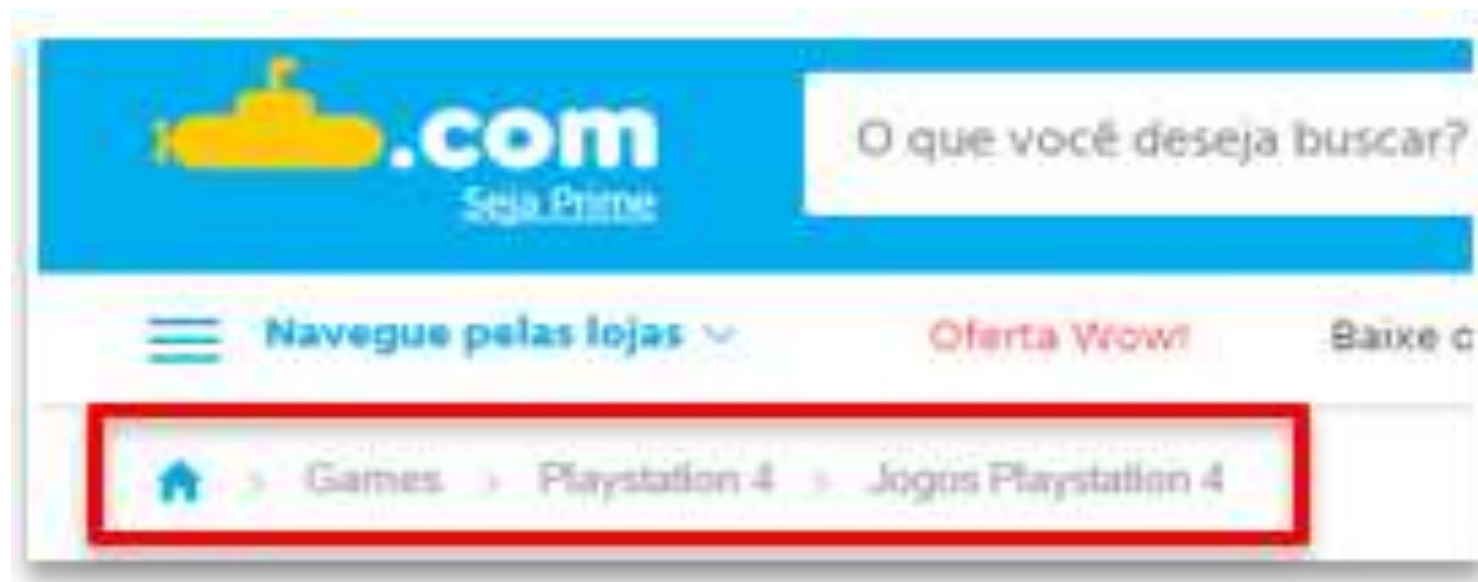 .com
Seja Prime
O que você deseja buscar?
Navegue pelas lojas
Oferta Wow!
Baixe o
Games > Playstation 4 > Jogos Playstation 4